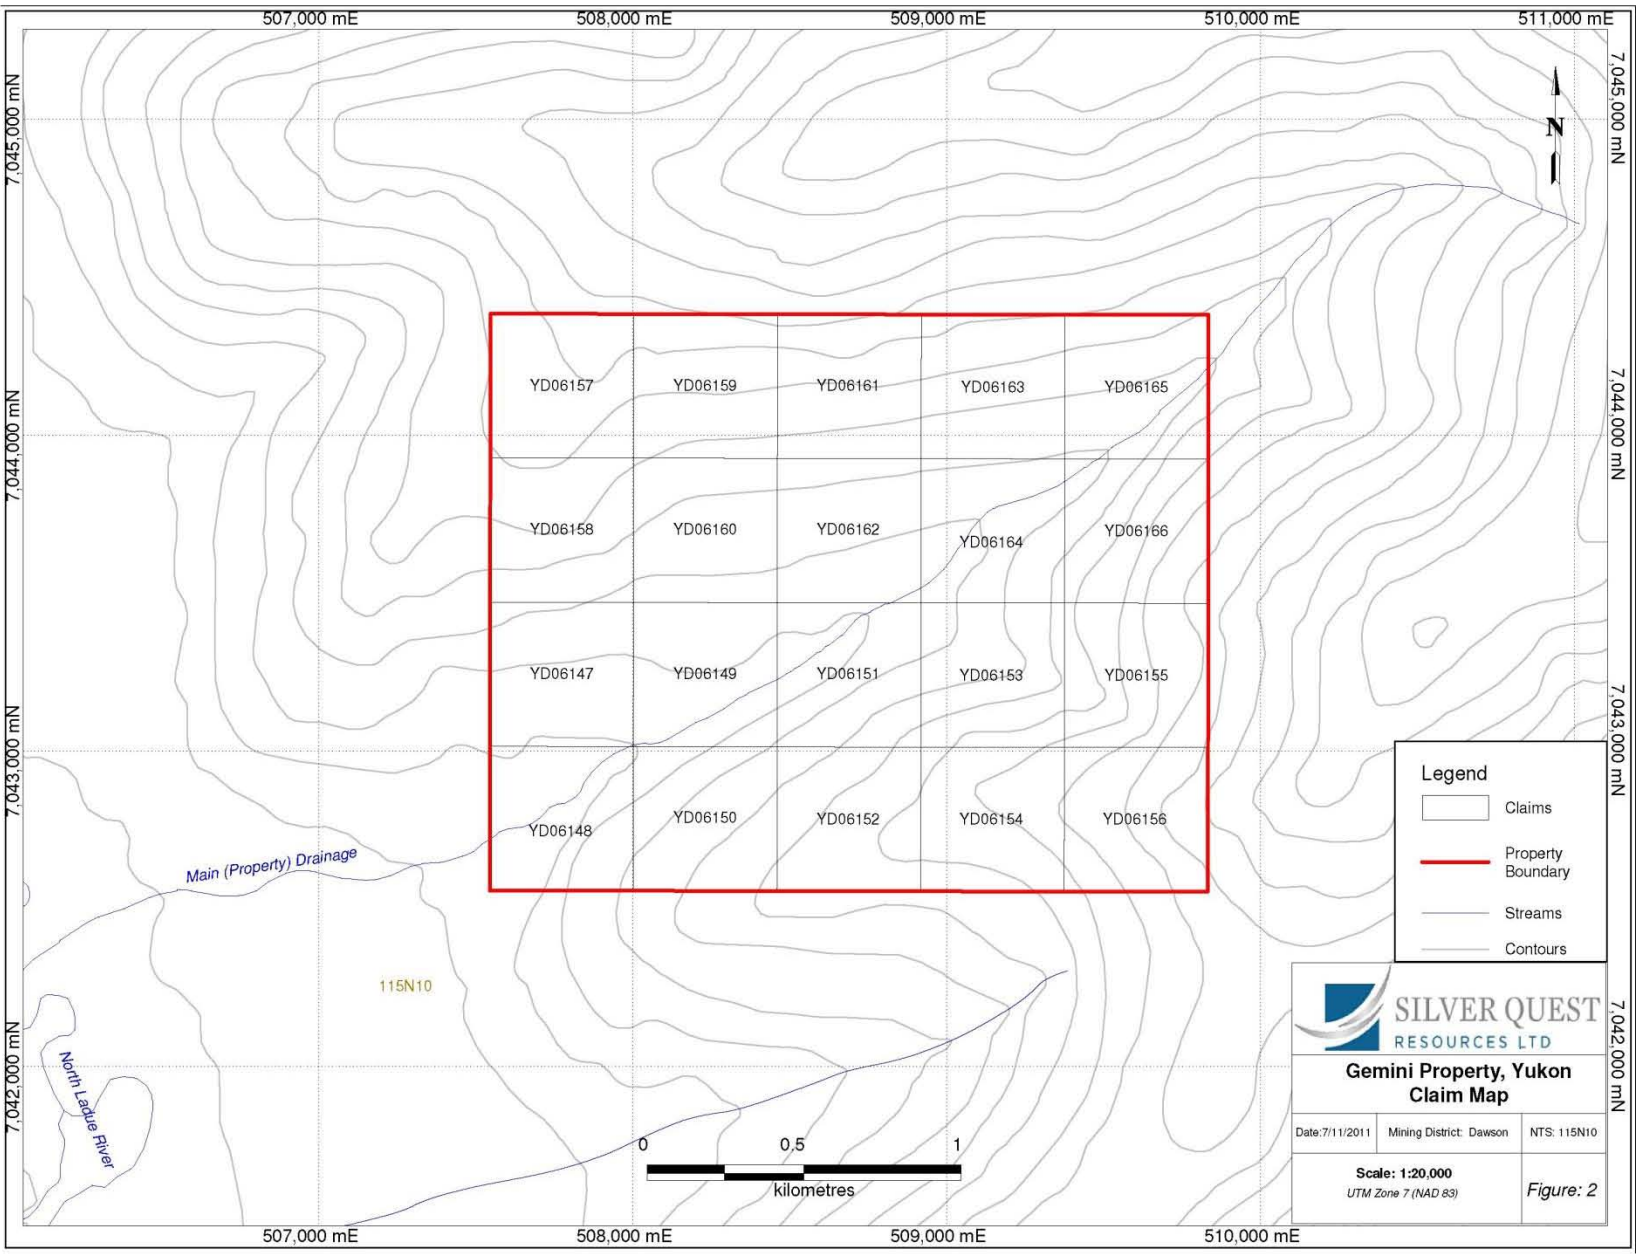 507,000 mE
508,000 mE
509,000 mE
510,000 mE
511,000 mE
7,045,000 mN
7,045,000 mN
N
YD06157
YD06159
YD06161
YD06163
YD06165
7,044,000 mN
7,044,000 mN
YD06158
YD06160
YD06162
YD06164
YD06166
YD06147
YD06149
YD06151
YD06153
YD06155
7,043,000 mN
7,043,000 mN
YD06148
YD06150
YD06152
YD06154
YD06156
Main (Property) Drainage
115N10
North Ladue River
7,042,000 mN
7,042,000 mN
0
0.5
1
kilometres
Legend
Claims
Property
Boundary
Streams
Contours
SILVER QUEST
RESOURCES LTD
Gemini Property, Yukon
Claim Map
Date:7/11/2011
Mining District: Dawson
NTS: 115N10
Scale: 1:20,000
UTM Zone 7 (NAD 83)
Figure: 2
507,000 mE
508,000 mE
509,000 mE
510,000 mE